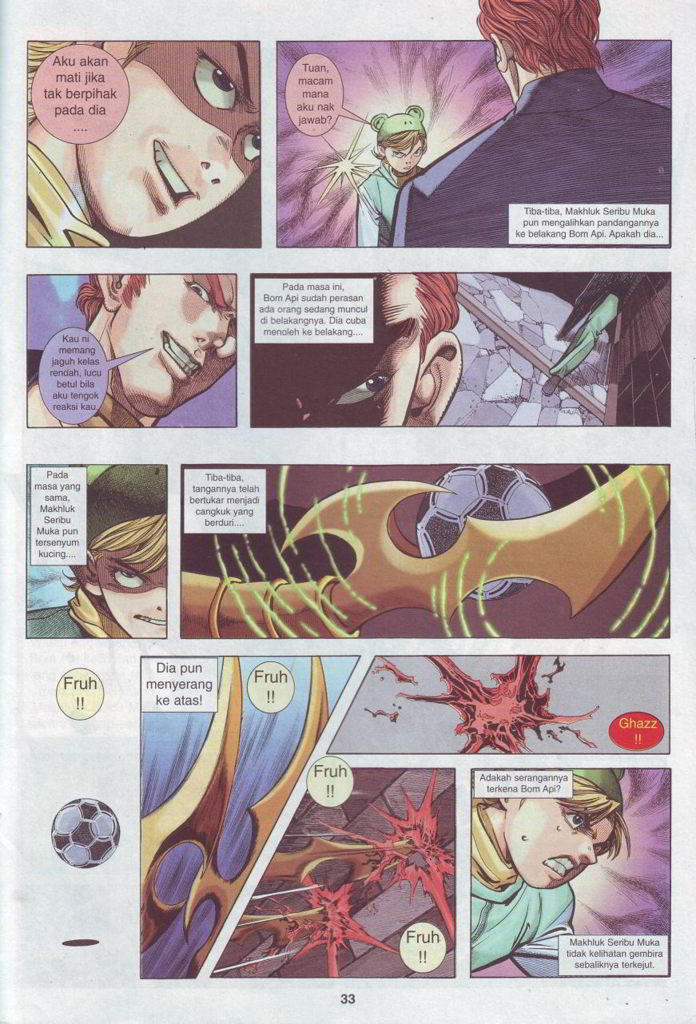 Aku akan
mati jika
tak berpihak
pada dia
....
Tuan,
macam
mana
aku nak
jawab?
Tiba-tiba, Makhluk Seribu Muka
pun mengalihkan pandangannya
ke belakang Bom Api. Apakah dia...
Kau ni
memang
jaguh kelas
rendah, lucu
betul bila
aku tengok
reaksi kau.
Pada masa ini,
Bom Api sudah perasan
ada orang sedang muncul
di belakangnya. Dia cuba
menoleh ke belakang....
Pada
masa yang
sama,
Makhluk
Seribu
Muka pun
tersenyum
kucing....
Tiba-tiba,
tangannya telah
bertukar menjadi
cangkuk yang
berduri....
Fruh
!!
Dia pun
menyerang
ke atas!
Fruh
!!
Ghazz
!!
Fruh
!!
Fruh
!!
Adakah serangannya
terkena Bom Api?
Makhluk Seribu Muka
tidak kelihatan gembira
sebaliknya terkejut.
33